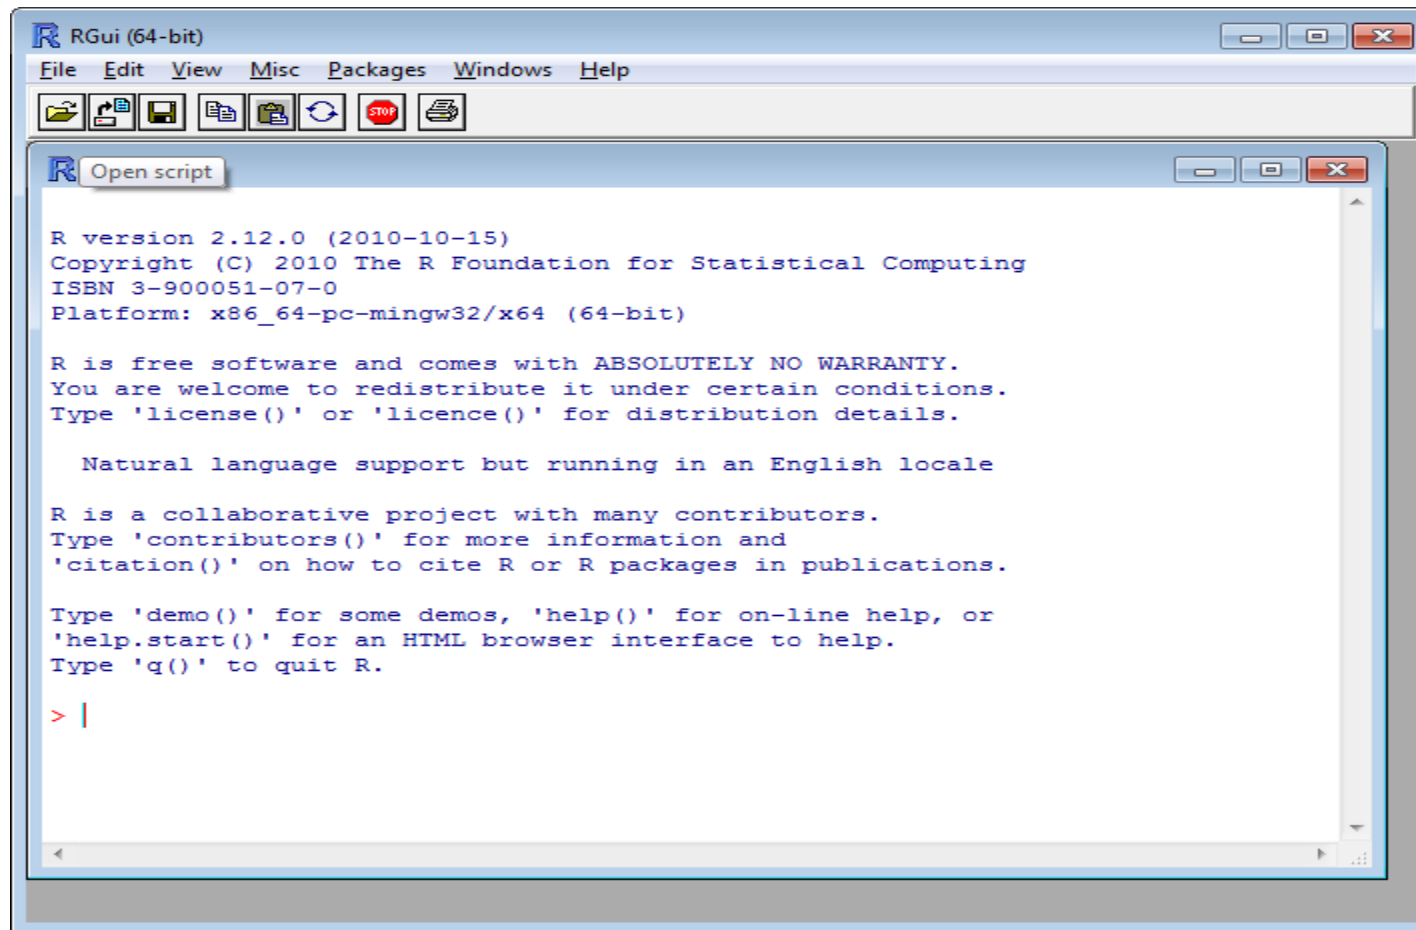 RGui (64-bit)
File Edit View Misc Packages Windows Help
STOP
R Open script
R version 2.12.0 (2010-10-15)
Copyright (C) 2010 The R Foundation for Statistical Computing
ISBN 3-900051-07-0
Platform: x86_64-pc-mingw32/x64 (64-bit)
R is free software and comes with ABSOLUTELY NO WARRANTY.
You are welcome to redistribute it under certain conditions.
Type 'license()' or 'licence()' for distribution details.
Natural language support but running in an English locale
R is a collaborative project with many contributors.
Type 'contributors()' for more information and
'citation()' on how to cite R or R packages in publications.
Type 'demo()' for some demos, 'help()' for on-line help, or
'help.start()' for an HTML browser interface to help.
Type 'q()' to quit R.
>